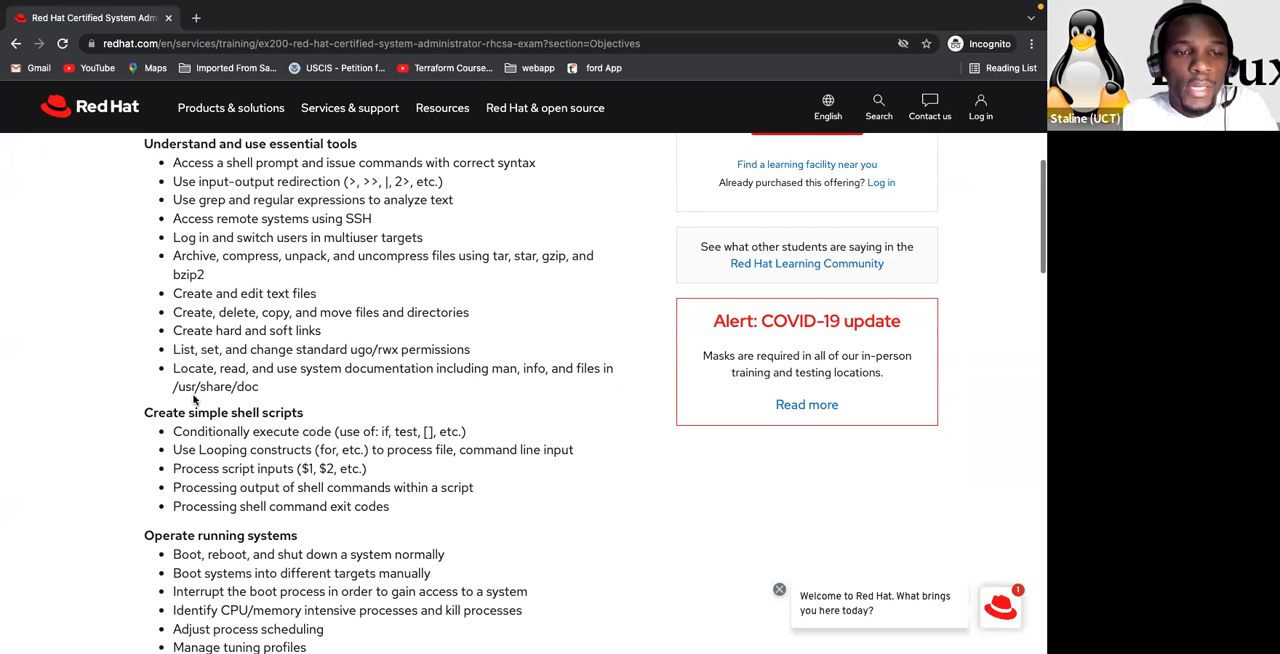 Red Hat Certified System Adm
redhat.com/en/services/training/ex200-red-hat-certified-system-administrator-rhcsa-exam?section=Objectives
Incognito
Gmail
YouTube
Maps
Imported From Sa...
USCIS - Petition f...
Terraform Course...
webapp
ford App
Reading List
Staline (UCT)
Red Hat
Products & solutions
Services & support
Resources
Red Hat & open source
English
Search
Contact us
Log in
Understand and use essential tools
Access a shell prompt and issue commands with correct syntax
Use input-output redirection (>, >>, |, 2>, etc.)
Use grep and regular expressions to analyze text
Access remote systems using SSH
Log in and switch users in multiuser targets
Archive, compress, unpack, and uncompress files using tar, star, gzip, and
bzip2
Create and edit text files
Create, delete, copy, and move files and directories
Create hard and soft links
List, set, and change standard ugo/rwx permissions
Locate, read, and use system documentation including man, info, and files in
/usr/share/doc
Create simple shell scripts
Conditionally execute code (use of: if, test, [], etc.)
Use Looping constructs (for, etc.) to process file, command line input
Process script inputs ($1, $2, etc.)
Processing output of shell commands within a script
Processing shell command exit codes
Operate running systems
Boot, reboot, and shut down a system normally
Boot systems into different targets manually
Interrupt the boot process in order to gain access to a system
Identify CPU/memory intensive processes and kill processes
Adjust process scheduling
Manage tuning profiles
Find a learning facility near you
Already purchased this offering? Log in
See what other students are saying in the
Red Hat Learning Community
Alert: COVID-19 update
Masks are required in all of our in-person
training and testing locations.
Read more
Welcome to Red Hat. What brings
you here today?
1